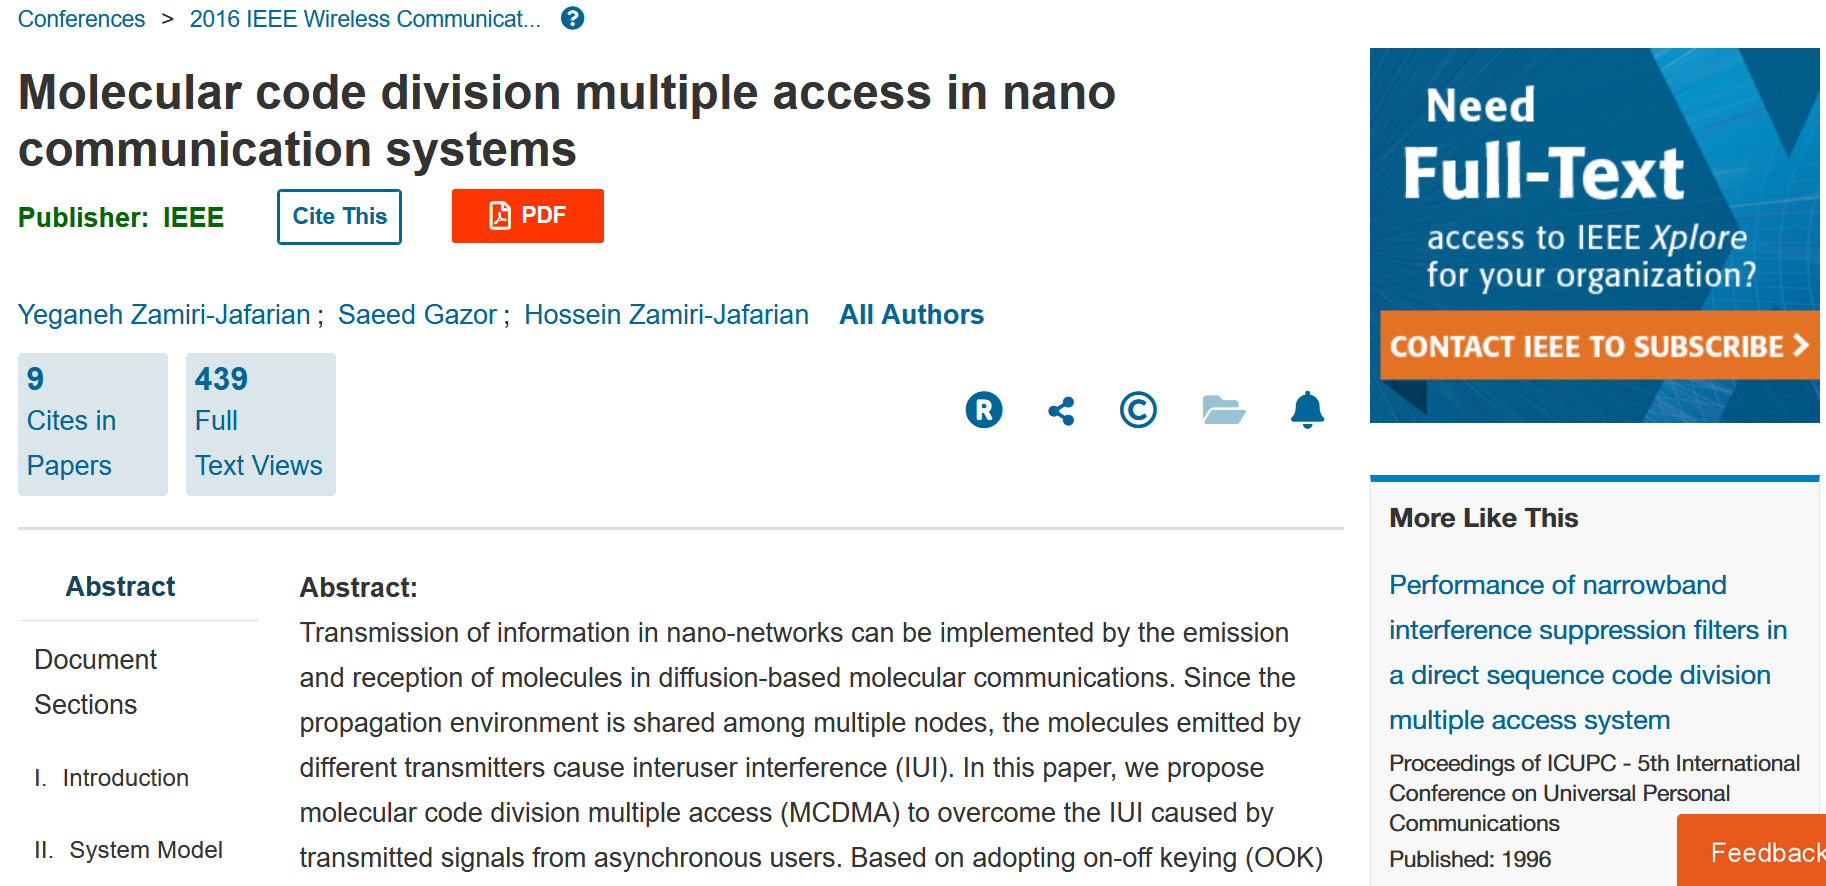 Conferences > 2016 IEEE Wireless Communicat... ?
Molecular code division multiple access in nano
communication systems
Publisher: IEEE
Cite This
PDF
Yeganeh Zamiri-Jafarian ; Saeed Gazor ; Hossein Zamiri-Jafarian All Authors
9
Cites in
Papers
439
Full
Text Views
R
©
Abstract
Document
Sections
I. Introduction
II. System Model
Abstract:
Transmission of information in nano-networks can be implemented by the emission
and reception of molecules in diffusion-based molecular communications. Since the
propagation environment is shared among multiple nodes, the molecules emitted by
different transmitters cause interuser interference (IUI). In this paper, we propose
molecular code division multiple access (MCDMA) to overcome the IUI caused by
transmitted signals from asynchronous users. Based on adopting on-off keying (OOK)
Need
Full-Text
access to IEEE Xplore
for your organization?
CONTACT IEEE TO SUBSCRIBE >
More Like This
Performance of narrowband
interference suppression filters in
a direct sequence code division
multiple access system
Proceedings of ICUPC - 5th International
Conference on Universal Personal
Communications
Published: 1996
Feedback